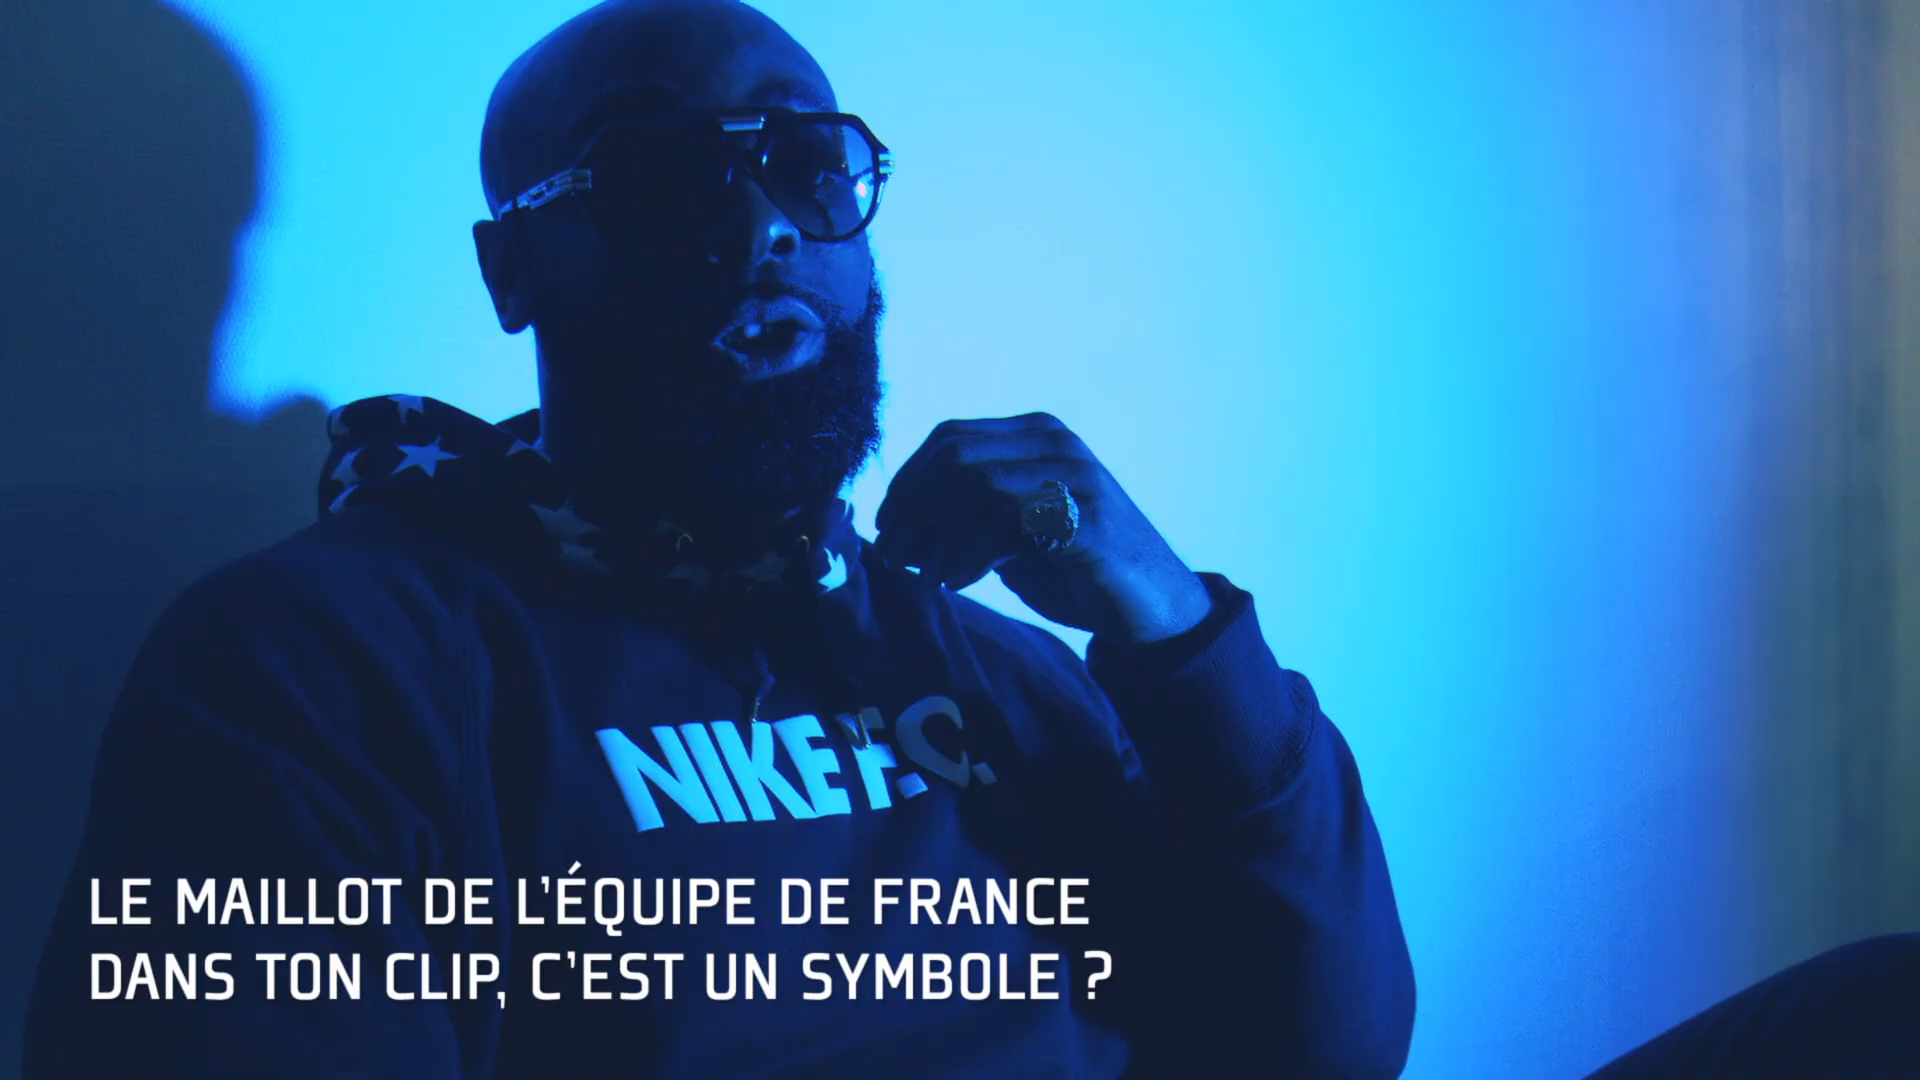 NIKE F.C.
LE MAILLOT DE L'ÉQUIPE DE FRANCE
DANS TON CLIP, C'EST UN SYMBOLE ?